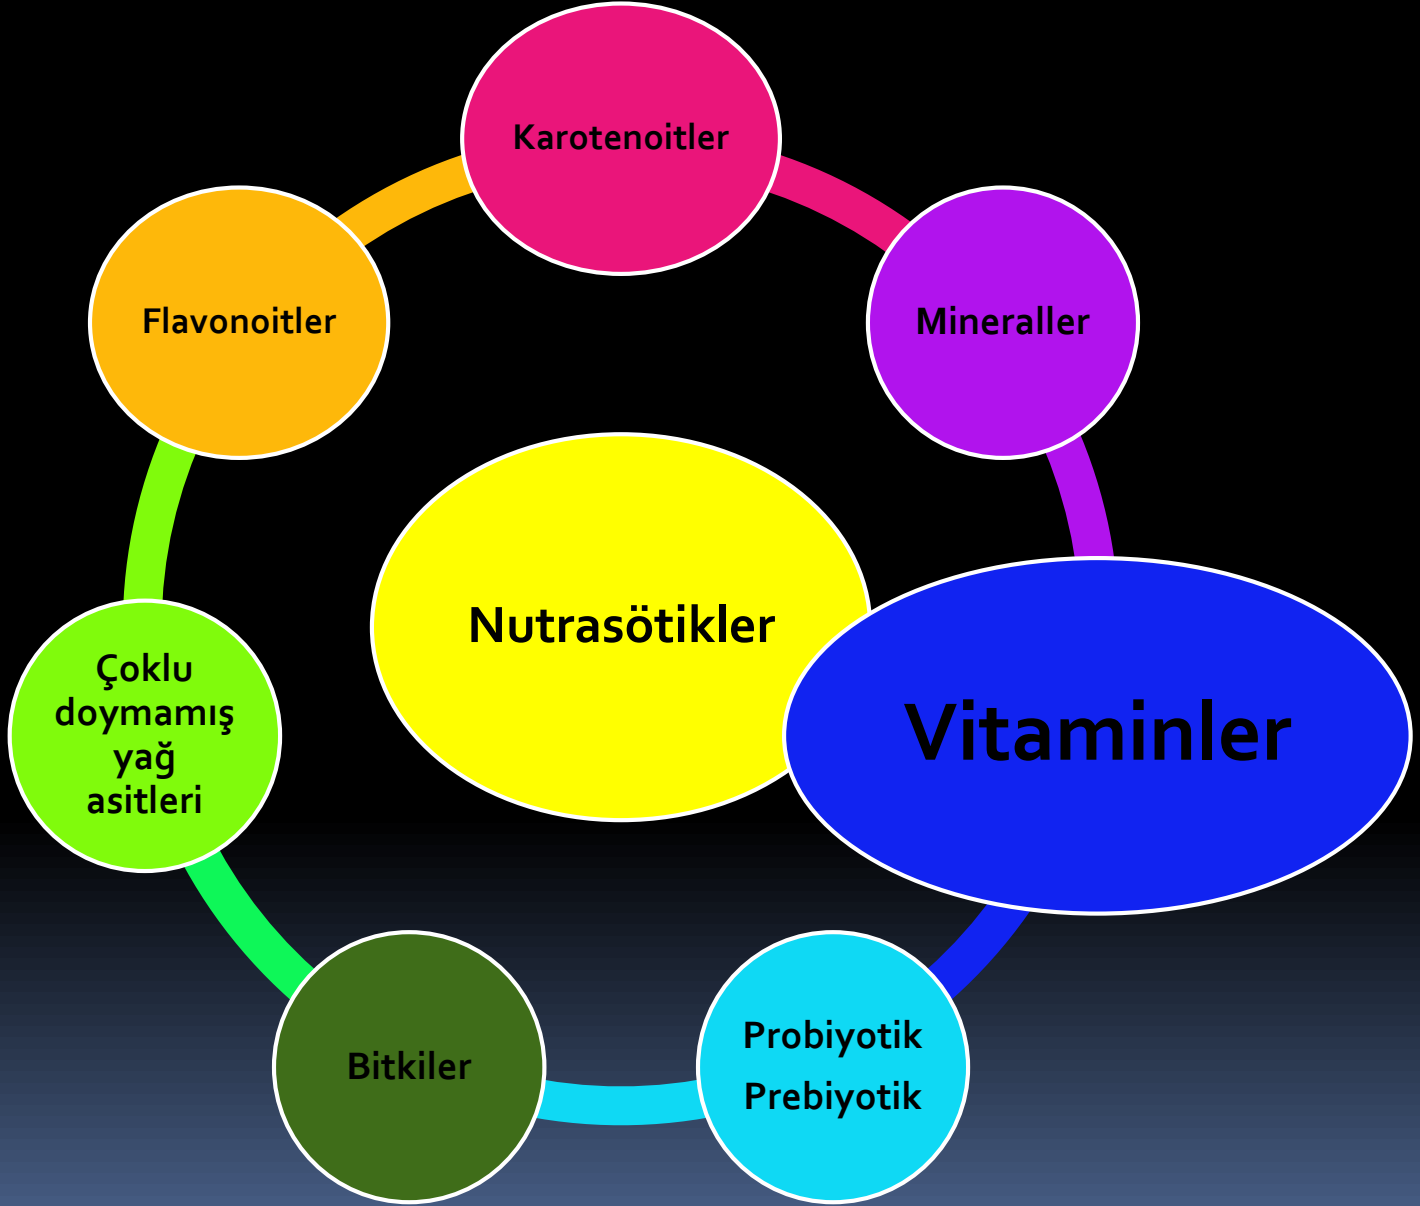 Karotenoitler
Flavonoitler
Mineraller
Nutrasötikler
Vitaminler
Çoklu
doymamış
yağ
asitleri
Bitkiler
Probiyotik
Prebiyotik